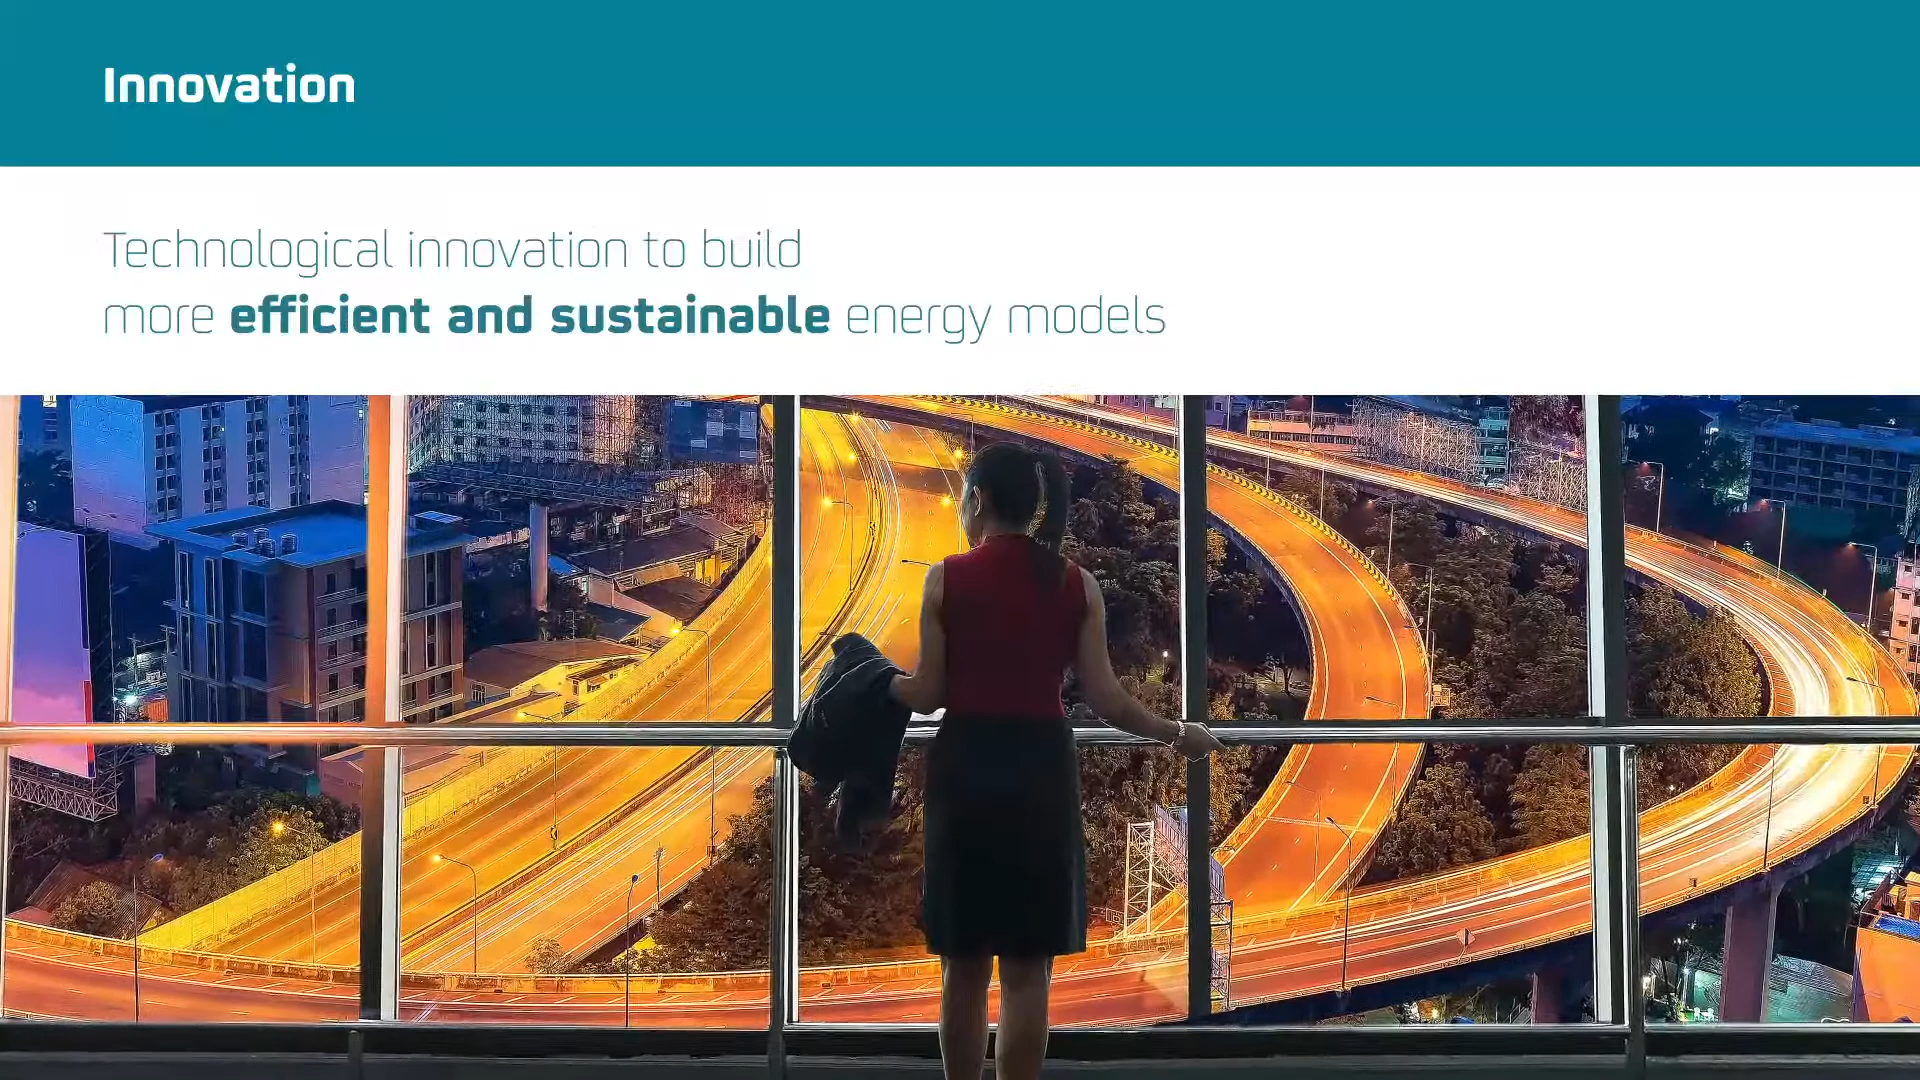 Innovation
Technological innovation to build
more efficient and sustainable energy models